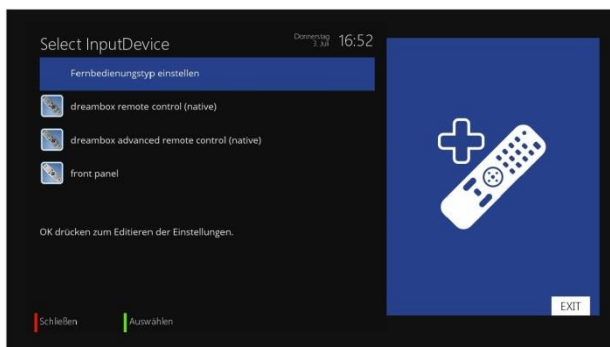 Select InputDevice
Donnerstag
3. Juli
16:52
Fernbedienungstyp einstellen
dreambox remote control (native)
dreambox advanced remote control (native)
front panel
OK drücken zum Editieren der Einstellungen.
EXIT
Schließen
Auswählen